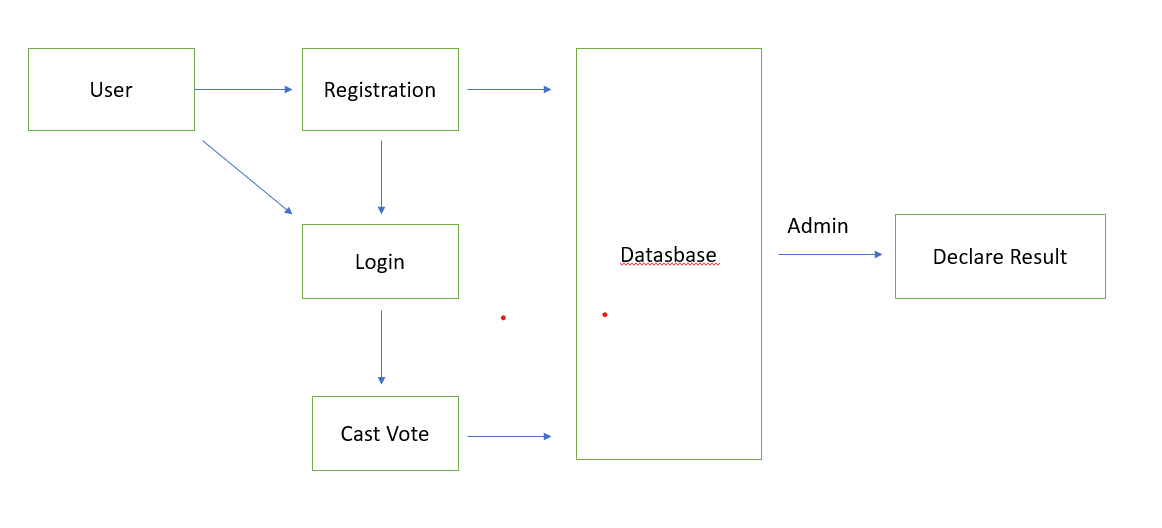 User
Registration
Login
Datasbase
Admin
Declare Result
Cast Vote